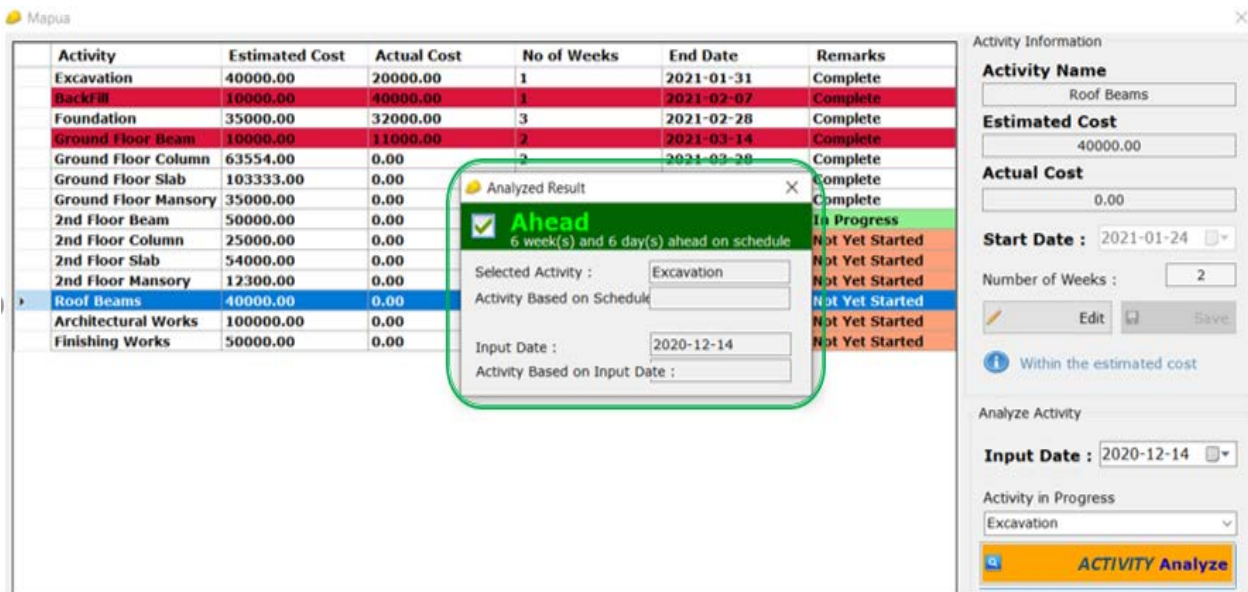 Mapua
Activity Estimated Cost Actual Cost No of Weeks End Date Remarks
Excavation 40000.00 20000.00 1 2021-01-31 Complete
BackFill 10000.00 40000.00 1 2021-02-07 Complete
Foundation 35000.00 32000.00 3 2021-02-28 Complete
Ground Floor Beam 10000.00 11000.00 2 2021-03-14 Complete
Ground Floor Column 63554.00 0.00 2 2021-03-28 Complete
Ground Floor Slab 103333.00 0.00 Complete
Ground Floor Mansory 35000.00 0.00 Complete
2nd Floor Beam 50000.00 0.00 In Progress
2nd Floor Column 25000.00 0.00 Not Yet Started
2nd Floor Slab 54000.00 0.00 Not Yet Started
2nd Floor Mansory 12300.00 0.00 Not Yet Started
Roof Beams 40000.00 0.00 Not Yet Started
Architectural Works 100000.00 0.00 Not Yet Started
Finishing Works 50000.00 0.00 Not Yet Started
Analyzed Result
Ahead
6 week(s) and 6 day(s) ahead on schedule
Selected Activity : Excavation
Activity Based on Schedule
Input Date : 2020-12-14
Activity Based on Input Date :
Activity Information
Activity Name
Roof Beams
Estimated Cost
40000.00
Actual Cost
0.00
Start Date : 2021-01-24
Number of Weeks : 2
Edit Save
Within the estimated cost
Analyze Activity
Input Date : 2020-12-14
Activity in Progress
Excavation
ACTIVITY Analyze